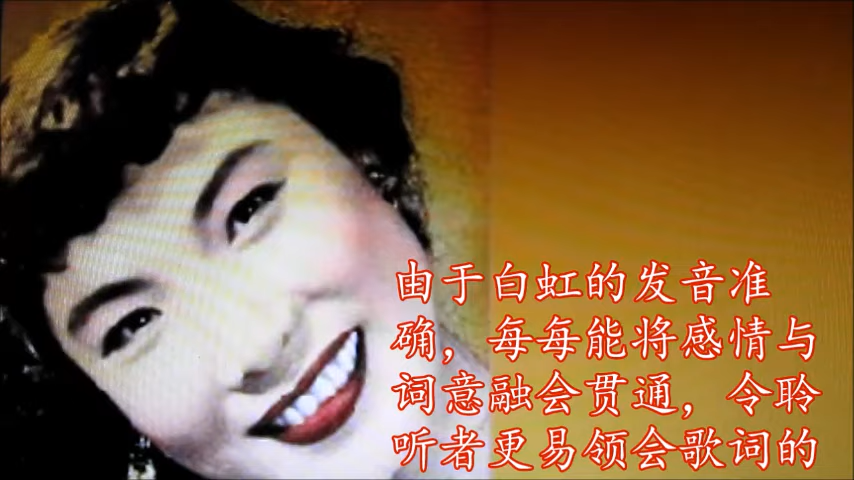 由于白虹的发音准
确，每每能将感情与
词意融会贯通，令聆
听者更易领会歌词的